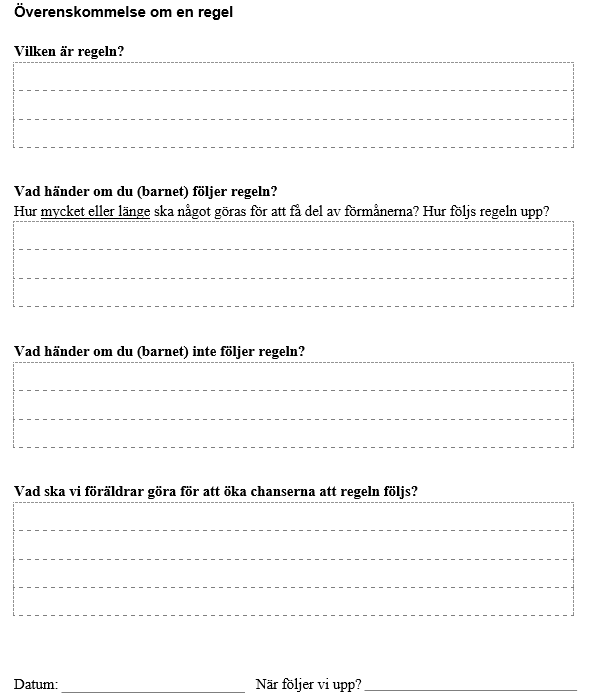 Överenskommelse om en regel
Vilken är regeln?
Vad händer om du (barnet) följer regeln?
Hur mycket eller länge ska något göras för att få del av förmånerna? Hur följs regeln upp?
Vad händer om du (barnet) inte följer regeln?
Vad ska vi föräldrar göra för att öka chanserna att regeln följs?
Datum: När följer vi upp?